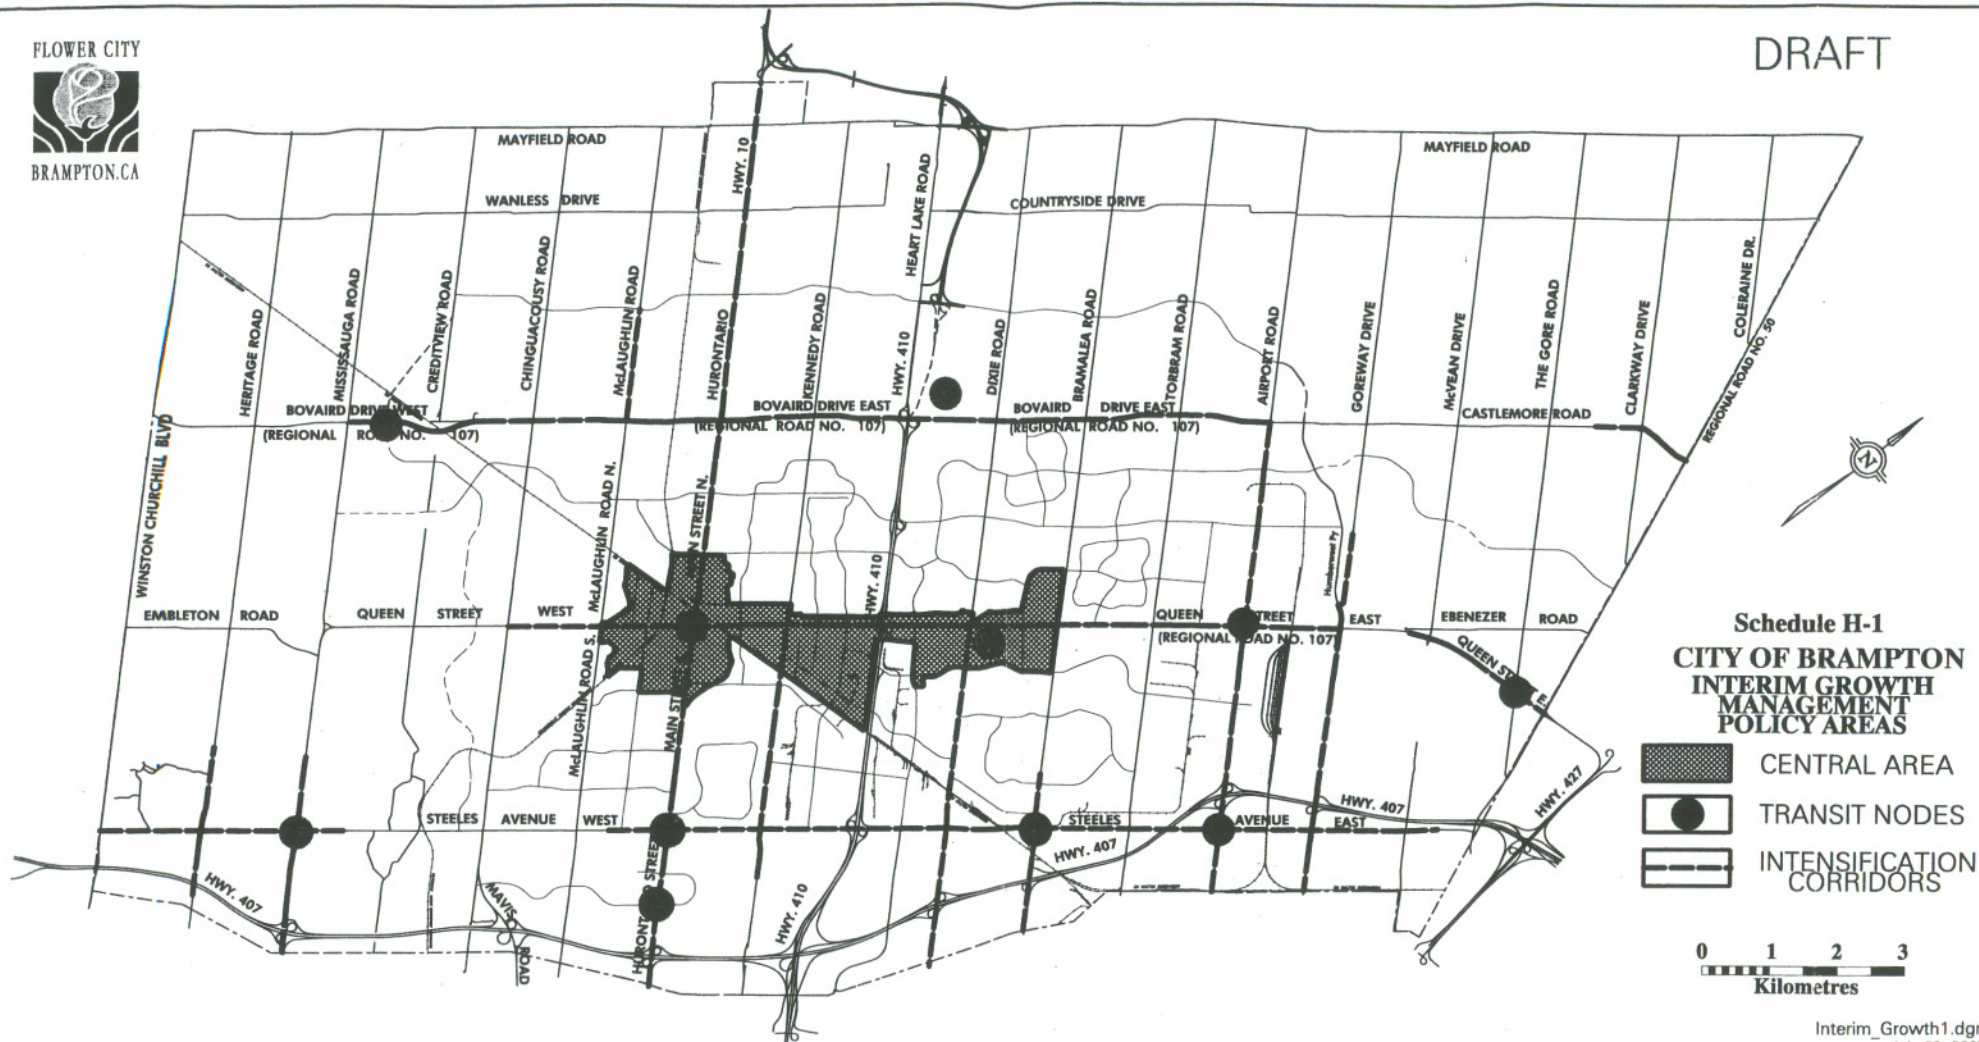 FLOWER CITY
BRAMPTON.CA
DRAFT
MAYFIELD ROAD
MAYFIELD ROAD
HWY. 10
HEART LAKE ROAD
WANLESS DRIVE
COUNTRYSIDE DRIVE
HERITAGE ROAD
MISSISSAUGA ROAD
CREDITVIEW ROAD
CHINGUACOUSY ROAD
McLAUGHLIN ROAD
HURONTARIO
KENNEDY ROAD
HWY. 410
DIXIE ROAD
BRAMALEA ROAD
TORBRAM ROAD
AIRPORT ROAD
GOREWAY DRIVE
McVEAN DRIVE
THE GORE ROAD
CLARKWAY DRIVE
COLERAINE DR.
REGIONAL ROAD NO. 50
BOVAIRD DRIVE WEST
(REGIONAL ROAD NO. 107)
BOVAIRD DRIVE EAST
(REGIONAL ROAD NO. 107)
BOVAIRD DRIVE EAST
(REGIONAL ROAD NO. 107)
CASTLEMORE ROAD
WINSTON CHURCHILL BLVD
McLAUGHLIN ROAD N.
MAIN STREET N.
HWY. 410
Humberwest Py
EMBLETON ROAD
QUEEN STREET WEST
QUEEN STREET EAST
(REGIONAL ROAD NO. 107)
EBENEZER ROAD
QUEEN ST E.
McLAUGHLIN ROAD S.
MAIN ST
STEELES AVENUE WEST
STEELES AVENUE EAST
HWY. 407
HWY. 407
HWY. 407
HWY. 427
MAVIS ROAD
HURONTARIO STREET
HWY. 410
Schedule H-1
CITY OF BRAMPTON
INTERIM GROWTH
MANAGEMENT
POLICY AREAS
CENTRAL AREA
TRANSIT NODES
INTENSIFICATION
CORRIDORS
N
0 1 2 3
Kilometres
Interim_Growth1.dgn